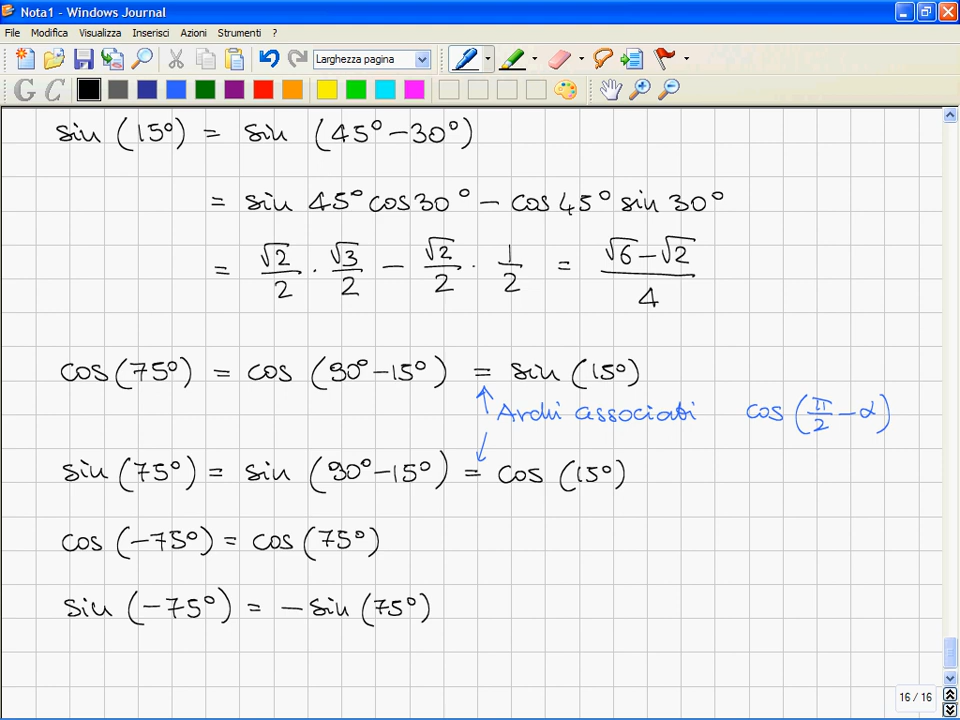 Nota1 - Windows Journal
File Modifica Visualizza Inserisci Azioni Strumenti ?
Larghezza pagina
G C
sin (15°) = sin (45°-30°)
= sin 45° cos 30° - cos 45° sin 30°
= √2/2 · √3/2 - √2/2 · 1/2 = (√6-√2)/4
cos (75°) = cos (90°-15°) = sin (15°)
Archi associati cos (π/2 - α)
sin (75°) = sin (90°-15°) = cos (15°)
cos (-75°) = cos (75°)
sin (-75°) = - sin (75°)
16 / 16